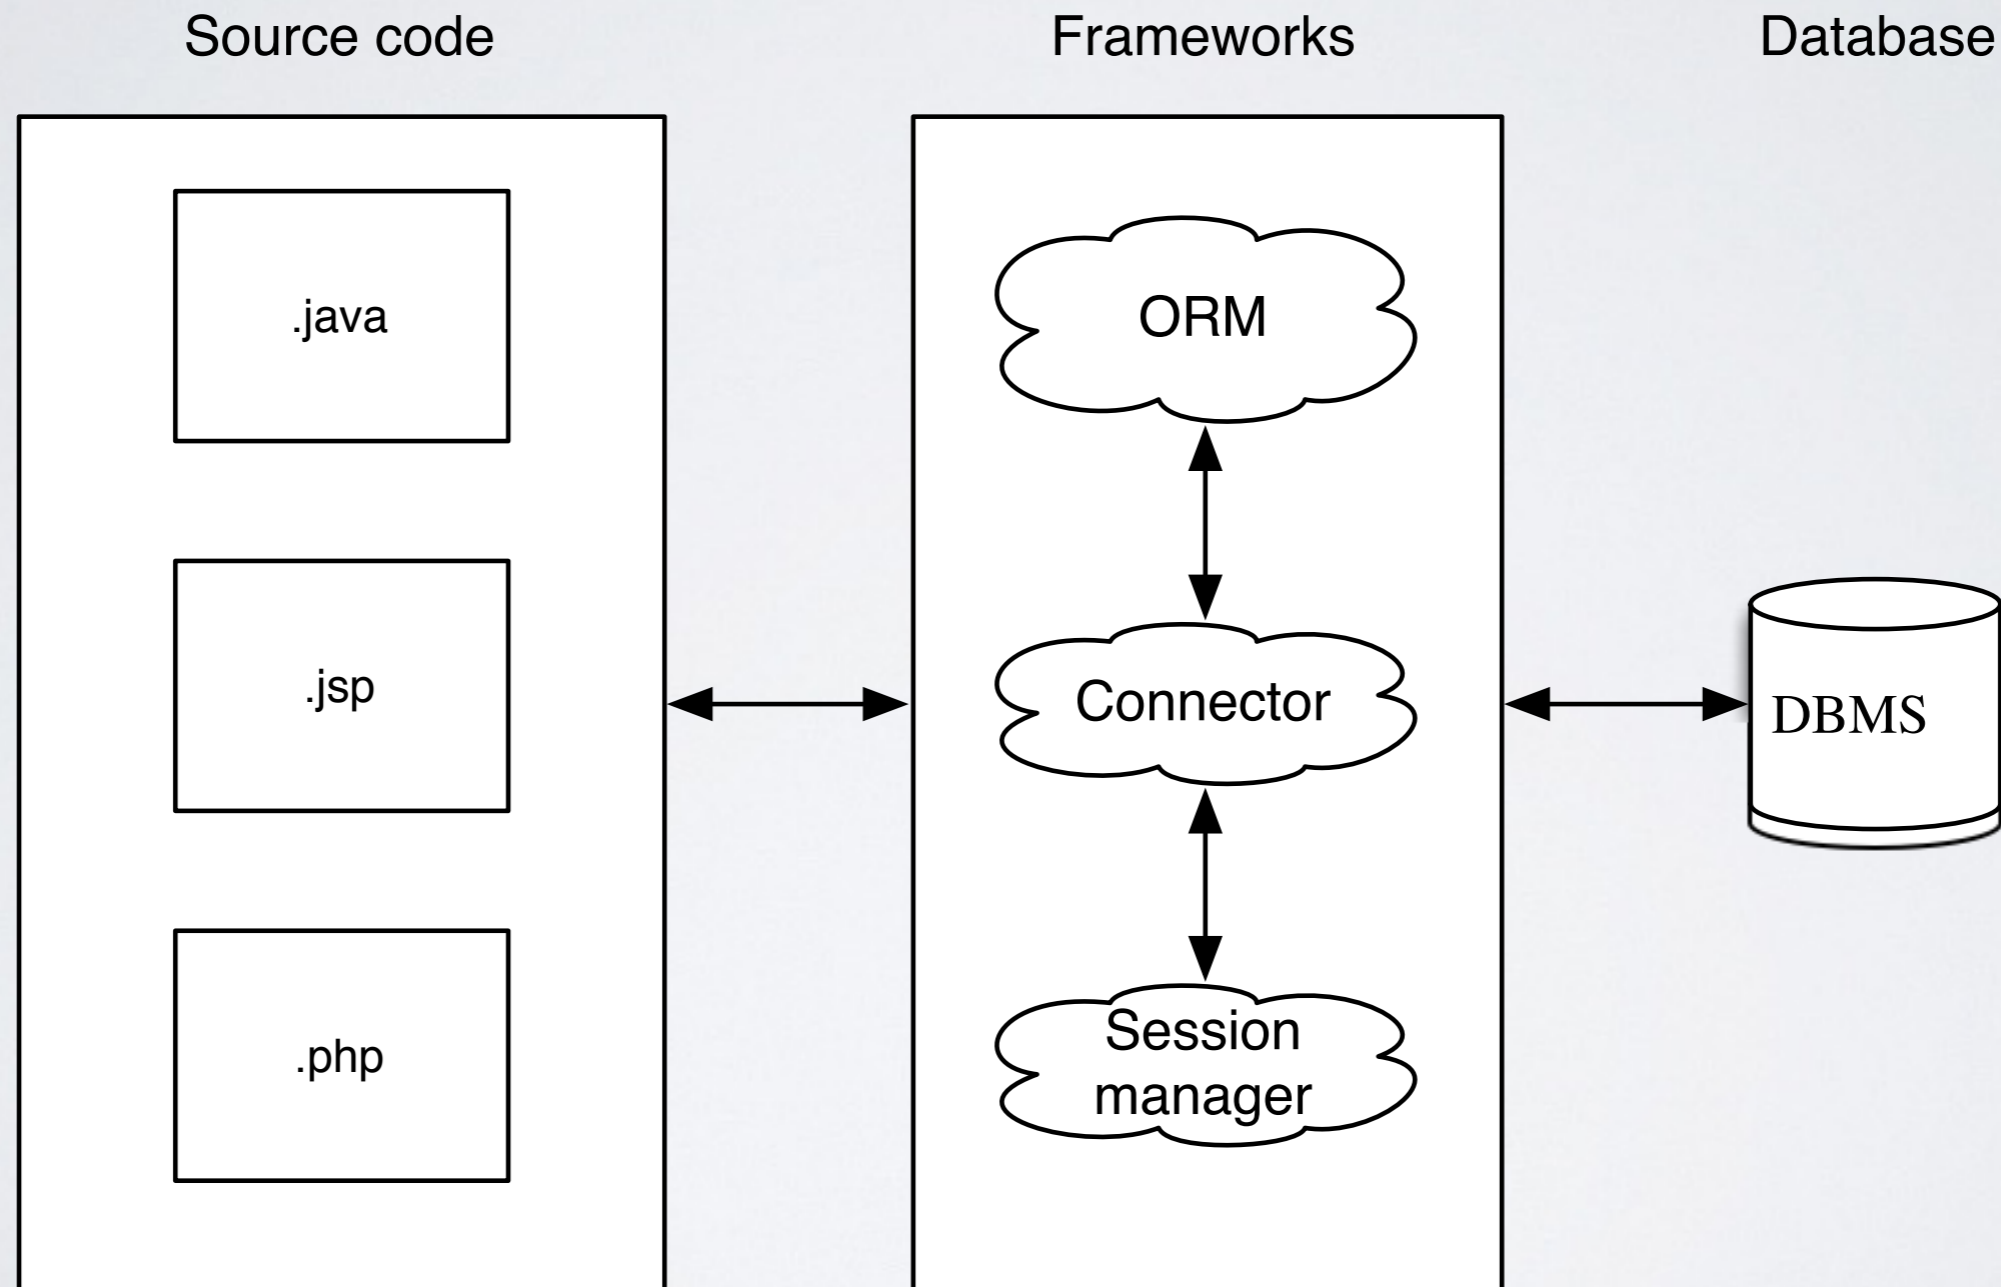 Source code
Frameworks
Database
.java
.jsp
.php
ORM
Connector
Session
manager
DBMS